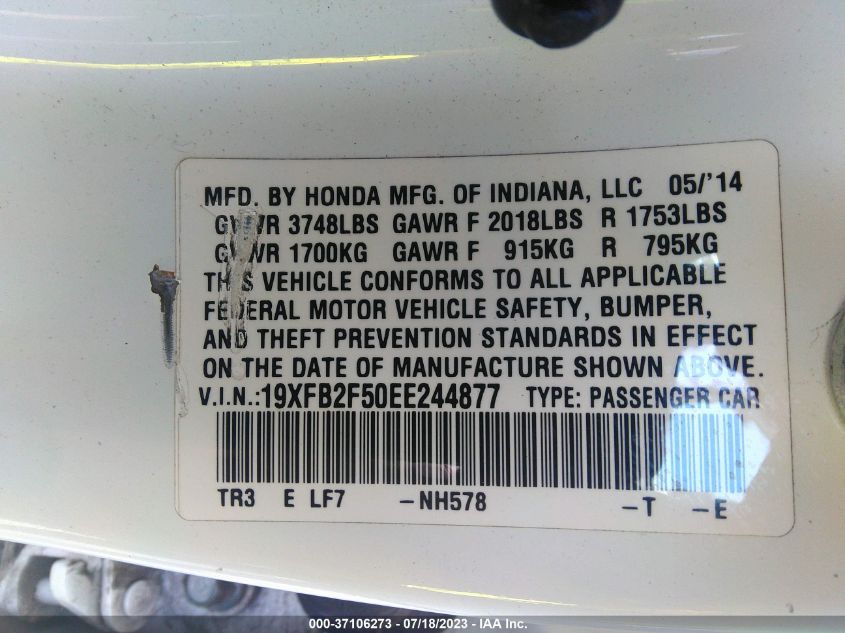 MFD. BY HONDA MFG. OF INDIANA, LLC 05/'14
GVWR 3748LBS GAWR F 2018LBS R 1753LBS
GVWR 1700KG GAWR F 915KG R 795KG
THIS VEHICLE CONFORMS TO ALL APPLICABLE
FEDERAL MOTOR VEHICLE SAFETY, BUMPER,
AND THEFT PREVENTION STANDARDS IN EFFECT
ON THE DATE OF MANUFACTURE SHOWN ABOVE.
V.I.N.:19XFB2F50EE244877 TYPE: PASSENGER CAR
TR3 E LF7 -NH578 -T -E
000-37106273 - 07/18/2023 - IAA Inc.